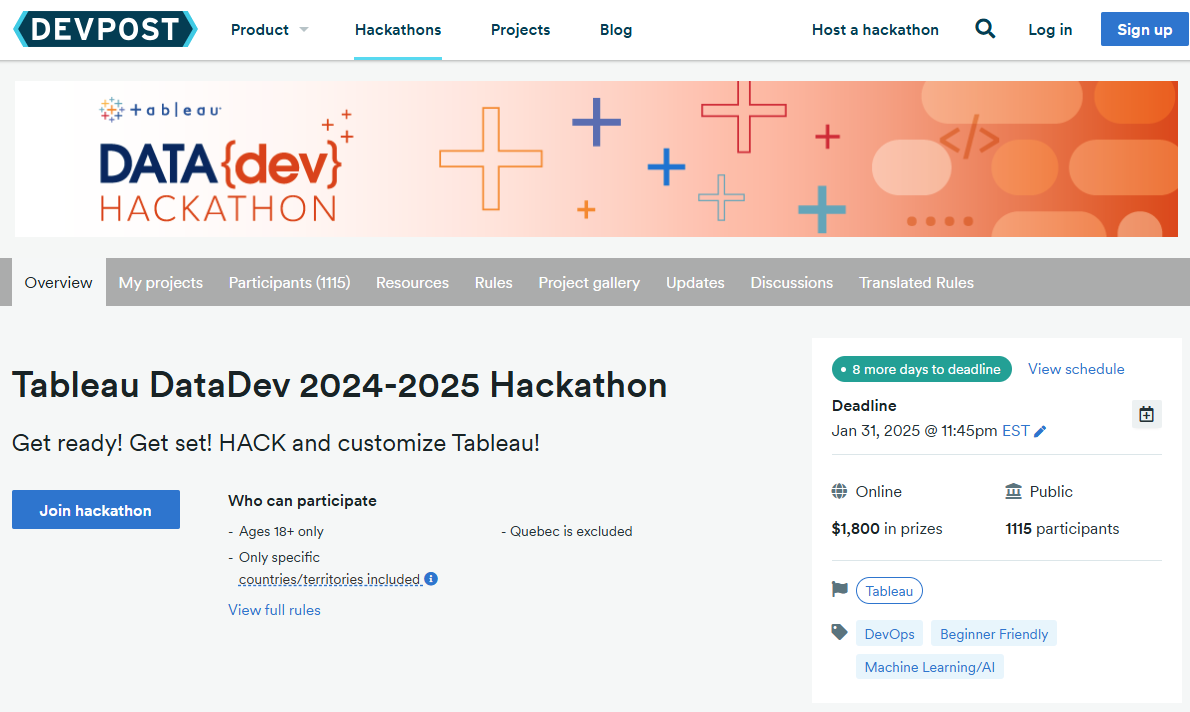 DEVPOST Product Hackathons Projects Blog Host a hackathon Log in Sign up
+ableau
DATA{dev}
HACKATHON
</>
Overview My projects Participants (1115) Resources Rules Project gallery Updates Discussions Translated Rules
Tableau DataDev 2024-2025 Hackathon
Get ready! Get set! HACK and customize Tableau!
Join hackathon
Who can participate
- Ages 18+ only
- Only specific
countries/territories included
- Quebec is excluded
View full rules
8 more days to deadline View schedule
Deadline
Jan 31, 2025 @ 11:45pm EST
Online Public
$1,800 in prizes 1115 participants
Tableau
DevOps Beginner Friendly
Machine Learning/AI